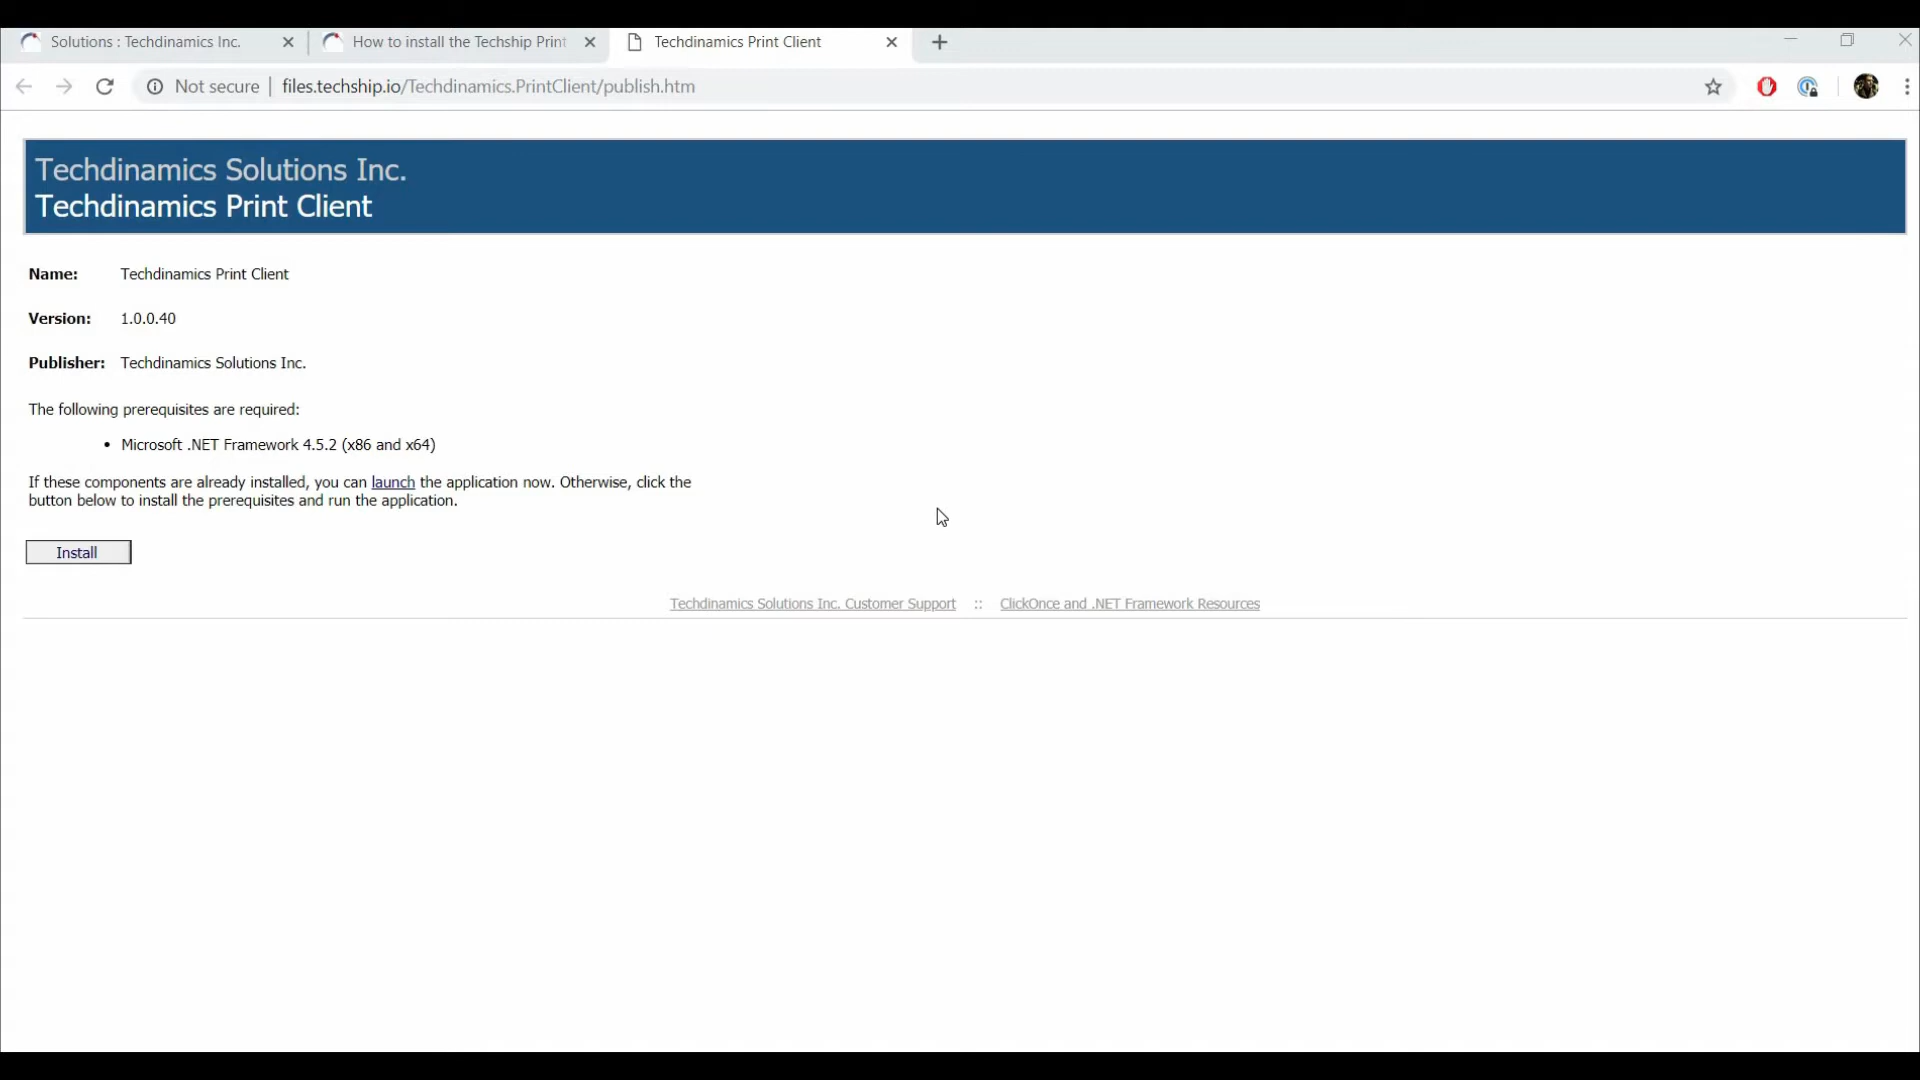 Solutions : Techdinamics Inc.
How to install the Techship Print
Techdinamics Print Client
Not secure
files.techship.io/Techdinamics.PrintClient/publish.htm
Techdinamics Solutions Inc.
Techdinamics Print Client
Name: Techdinamics Print Client
Version: 1.0.0.40
Publisher: Techdinamics Solutions Inc.
The following prerequisites are required:
• Microsoft .NET Framework 4.5.2 (x86 and x64)
If these components are already installed, you can launch the application now. Otherwise, click the
button below to install the prerequisites and run the application.
Install
Techdinamics Solutions Inc. Customer Support :: ClickOnce and .NET Framework Resources